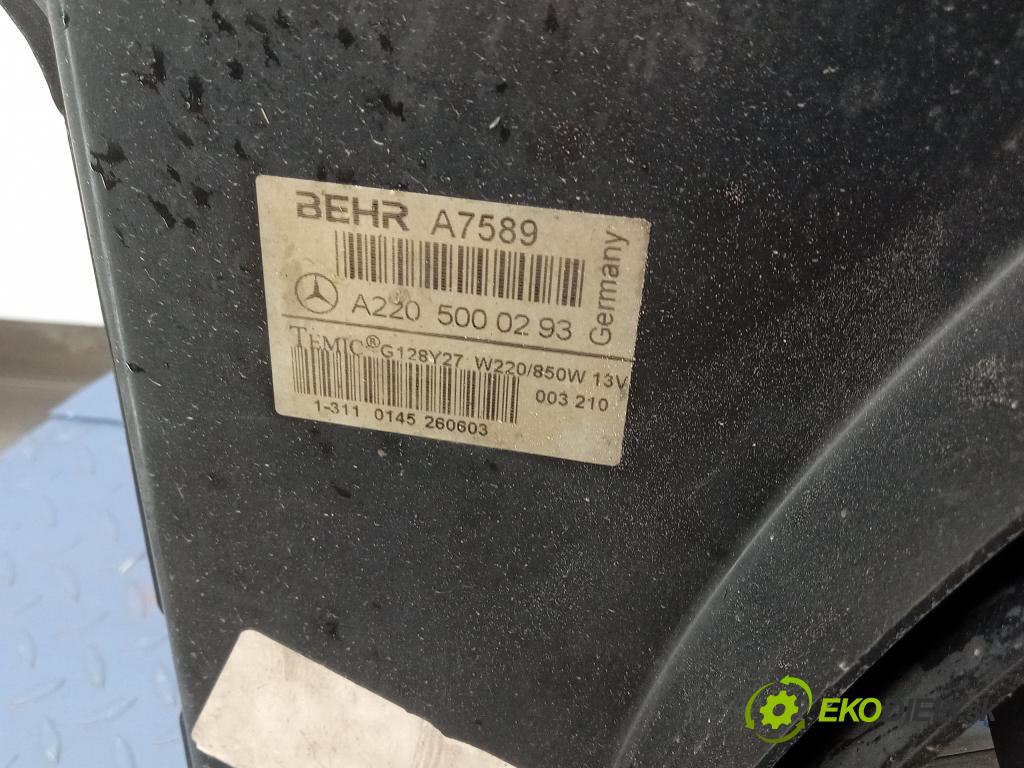 BEHR A7589
Germany
A220 500 02 93
TEMIC® G128Y27 W220/850W 13V
003 210
1-311 0145 260603
EKO